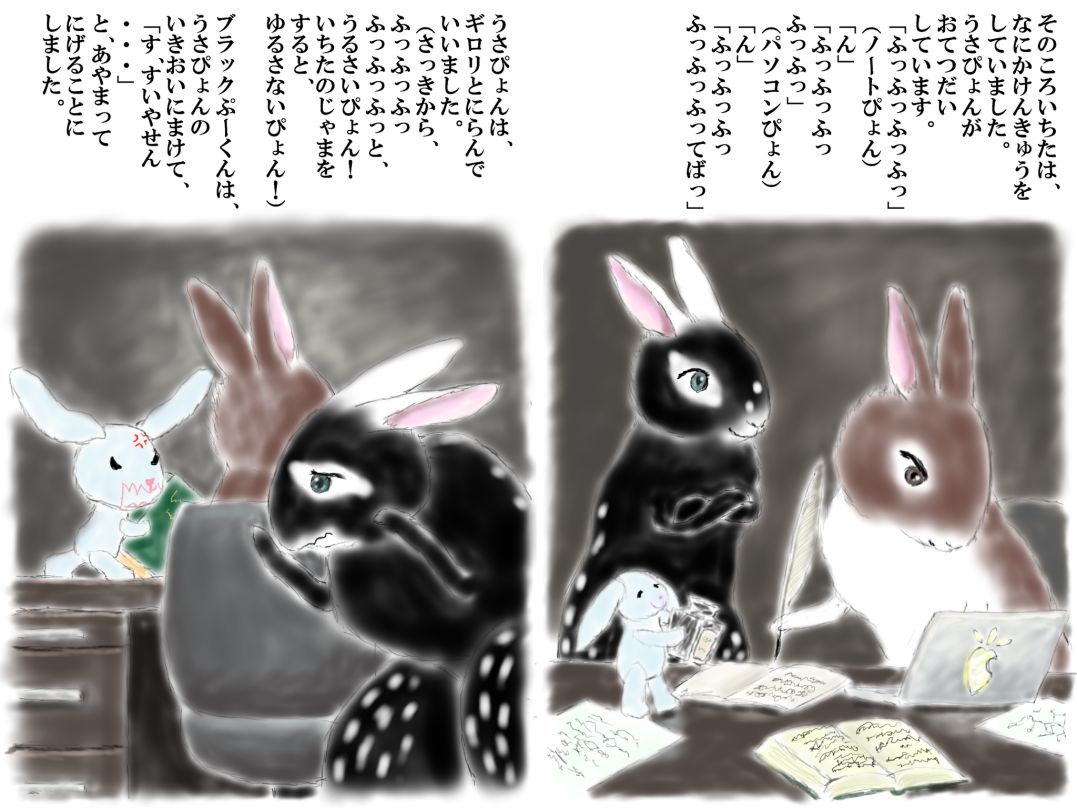 そのころいちたは、
なにかけんきゅうを
していました。
うさぴょんが
おてつだい
しています。
「ふっふっふっふっ」
（ノートぴょん）
「ん」
「ふっふっふっ
ふっふっ」
（パソコンぴょん）
「ん」
「ふっふっふっ
ふっふっふっってばっ」
うさぴょんは、
ギロリとにらんで
いいました。
（さっきから、
ふっふっふっ
ふっふっふっと、
うるさいぴょん！
いちたのじゃまを
すると、
ゆるさないぴょん！）
ブラックぷーくんは、
うさぴょんの
いきおいにまけて、
「す、すいやせん
・・・」
と、あやまって
にげることに
しました。